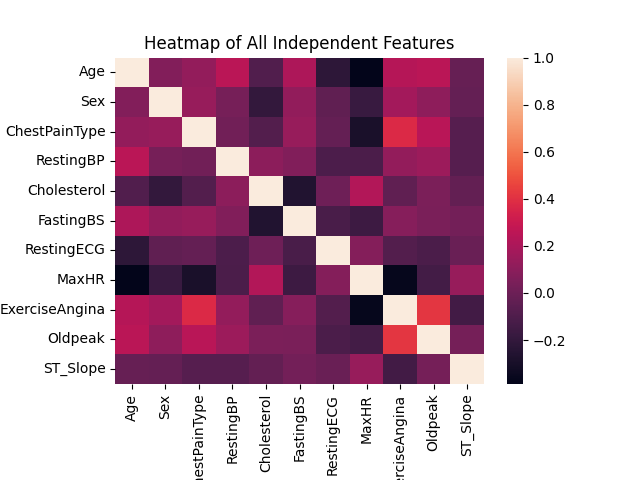 Heatmap of All Independent Features
Age
Sex
ChestPainType
RestingBP
Cholesterol
FastingBS
RestingECG
MaxHR
ExerciseAngina
Oldpeak
ST_Slope
Age
Sex
hestPainType
RestingBP
Cholesterol
FastingBS
RestingECG
MaxHR
erciseAngina
Oldpeak
ST_Slope
1.0
0.8
0.6
0.4
0.2
0.0
−0.2